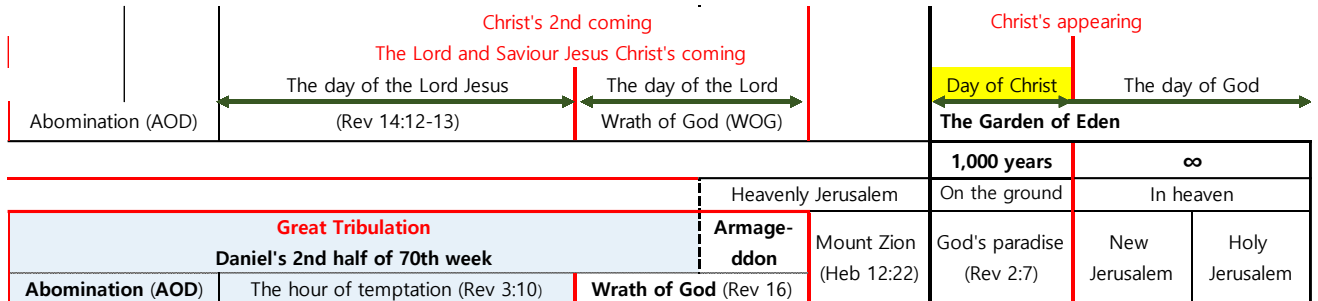 Christ's 2nd coming Christ's appearing
The Lord and Saviour Jesus Christ's coming
The day of the Lord Jesus The day of the Lord Day of Christ The day of God
Abomination (AOD) (Rev 14:12-13) Wrath of God (WOG) The Garden of Eden
1,000 years ∞
Heavenly Jerusalem On the ground In heaven
Great Tribulation Armage-
Daniel's 2nd half of 70th week ddon
Mount Zion God's paradise New Holy
(Heb 12:22) (Rev 2:7) Jerusalem Jerusalem
Abomination (AOD) The hour of temptation (Rev 3:10) Wrath of God (Rev 16)